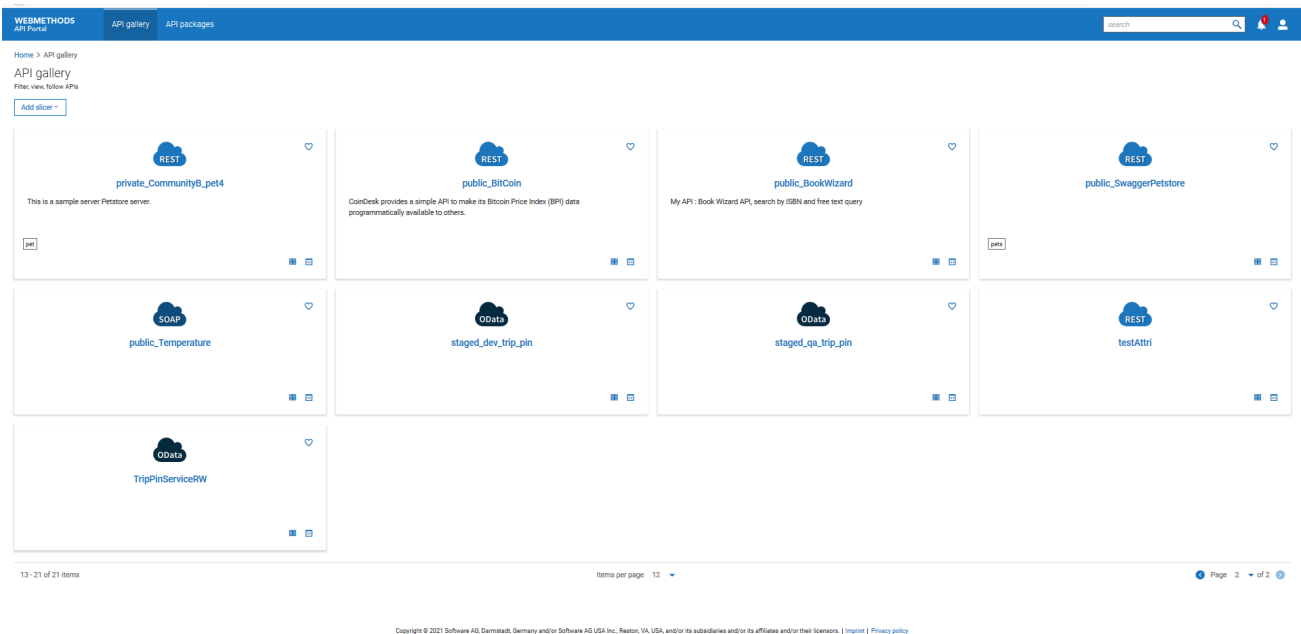 WEBMETHODS
API Portal
API gallery
API packages
search
1
Home > API gallery
API gallery
Filter, view, follow APIs
Add slicer
REST
private_CommunityB_pet4
This is a sample server Petstore server.
pet
REST
public_BitCoin
CoinDesk provides a simple API to make its Bitcoin Price Index (BPI) data
programmatically available to others.
REST
public_BookWizard
My API : Book Wizard API, search by ISBN and free text query
REST
public_SwaggerPetstore
pets
SOAP
public_Temperature
OData
staged_dev_trip_pin
OData
staged_qa_trip_pin
REST
testAttri
OData
TripPinServiceRW
13 - 21 of 21 items
Items per page 12
Page 2 of 2
Copyright © 2021 Software AG, Darmstadt, Germany and/or Software AG USA Inc., Reston, VA, USA, and/or its subsidiaries and/or its affiliates and/or their licensors. | Imprint | Privacy policy